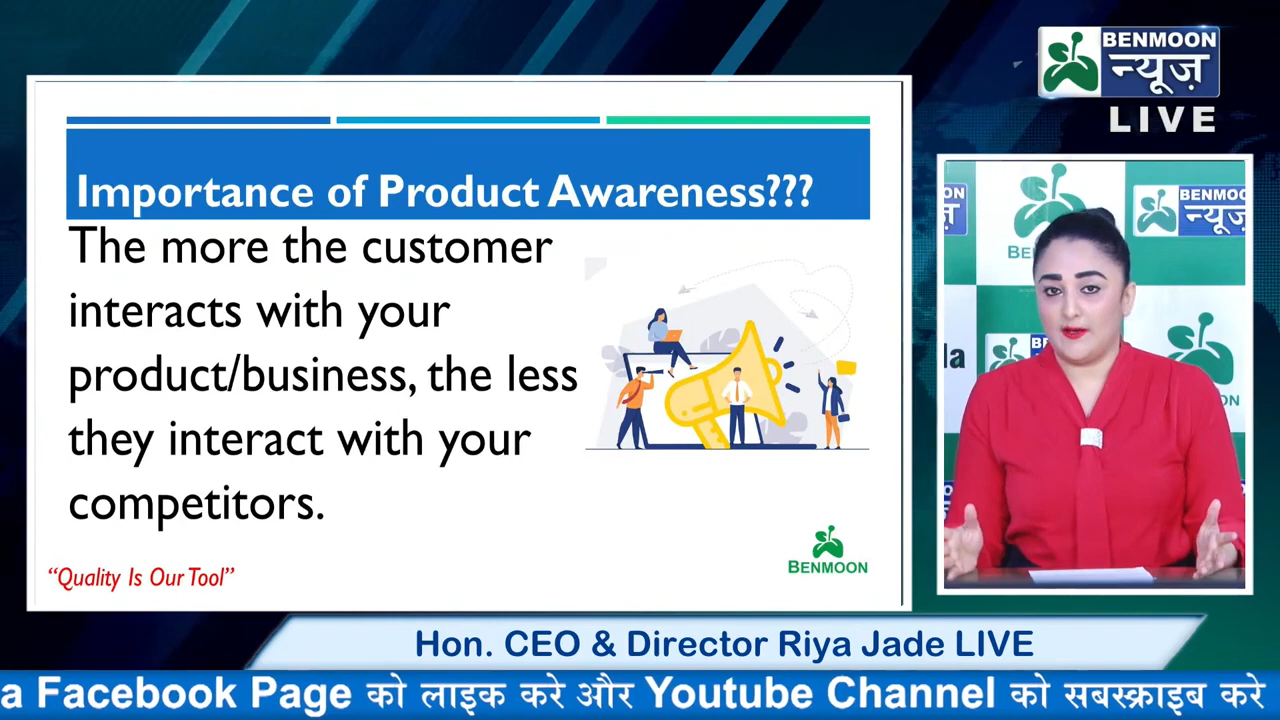 BENMOON
न्यूज़
LIVE
Importance of Product Awareness???
The more the customer
interacts with your
product/business, the less
they interact with your
competitors.
BENMOON
"Quality Is Our Tool"
Hon. CEO & Director Riya Jade LIVE
a Facebook Page को लाइक करे और Youtube Channel को सबस्क्राइब करे
BENMOON
न्यूज़